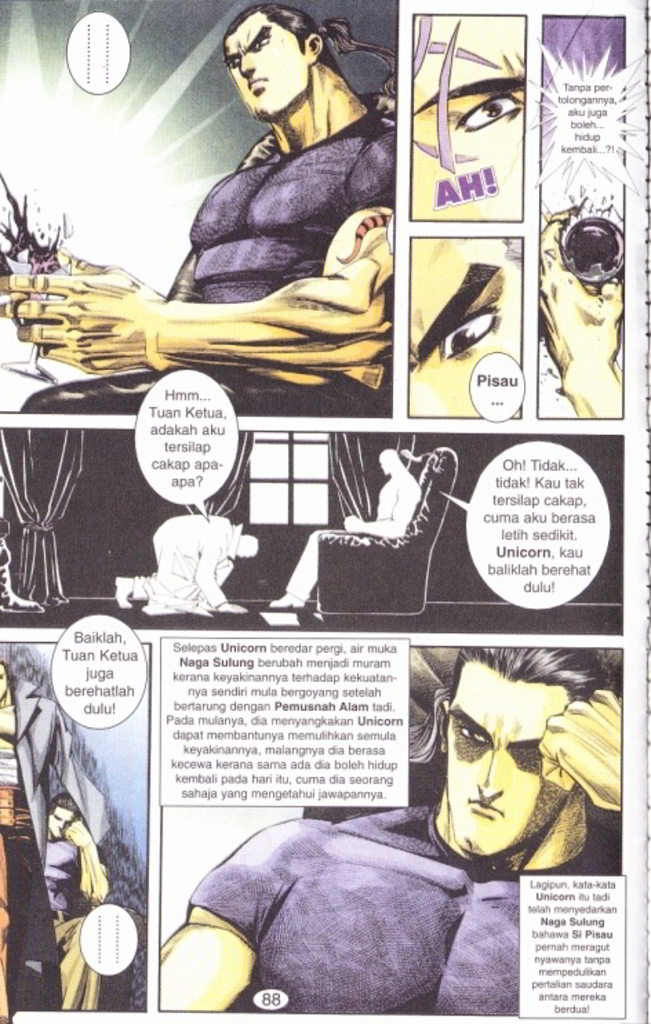 AH!
Tanpa per-
tolongannya,
aku juga
boleh...
hidup
kembali...?!
Pisau
...
Hmm...
Tuan Ketua,
adakah aku
tersilap
cakap apa-
apa?
Oh! Tidak...
tidak! Kau tak
tersilap cakap,
cuma aku berasa
letih sedikit.
Unicorn, kau
baliklah berehat
dulu!
Baiklah,
Tuan Ketua
juga
berehatlah
dulu!
Selepas Unicorn beredar pergi, air muka
Naga Sulung berubah menjadi muram
kerana keyakinannya terhadap kekuatan-
nya sendiri mula bergoyang setelah
bertarung dengan Pemusnah Alam tadi.
Pada mulanya, dia menyangkakan Unicorn
dapat membantunya memulihkan semula
keyakinannya, malangnya dia berasa
kecewa kerana sama ada dia boleh hidup
kembali pada hari itu, cuma dia seorang
sahaja yang mengetahui jawapannya.
Lagipun, kata-kata
Unicorn itu tadi
telah menyedarkan
Naga Sulung
bahawa Si Pisau
pernah meragut
nyawanya tanpa
mempedulikan
pertalian saudara
antara mereka
berdua!
88